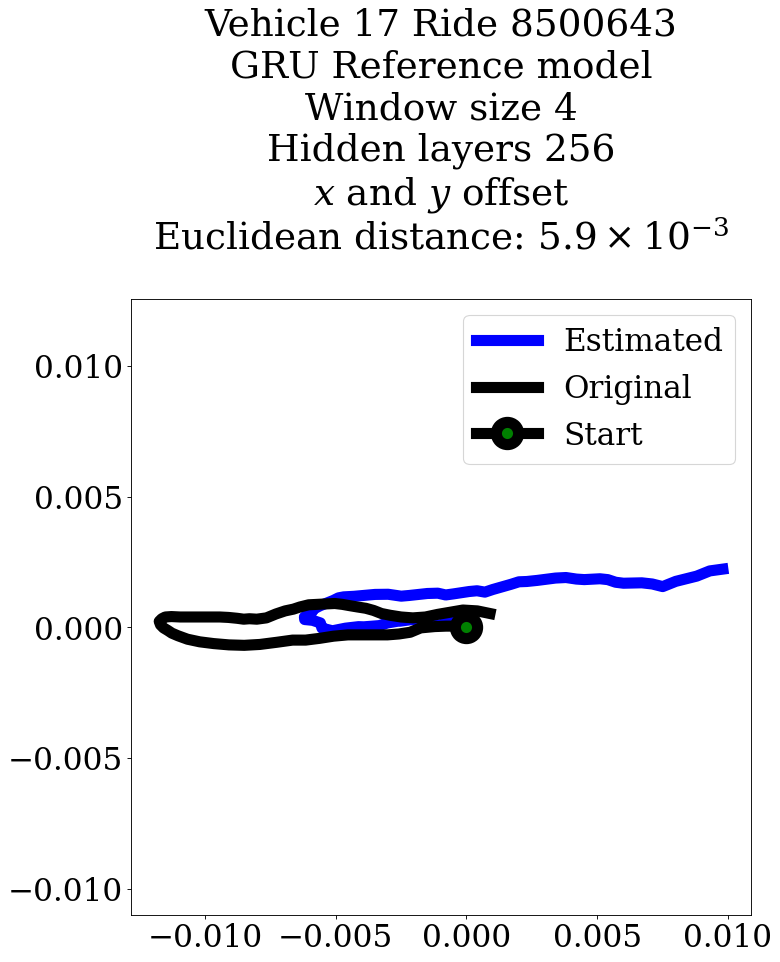 Vehicle 17 Ride 8500643
GRU Reference model
Window size 4
Hidden layers 256
x and y offset
Euclidean distance: 5.9 × 10⁻³
Estimated
Original
Start
0.010
0.005
0.000
−0.005
−0.010
−0.010 −0.005 0.000 0.005 0.010